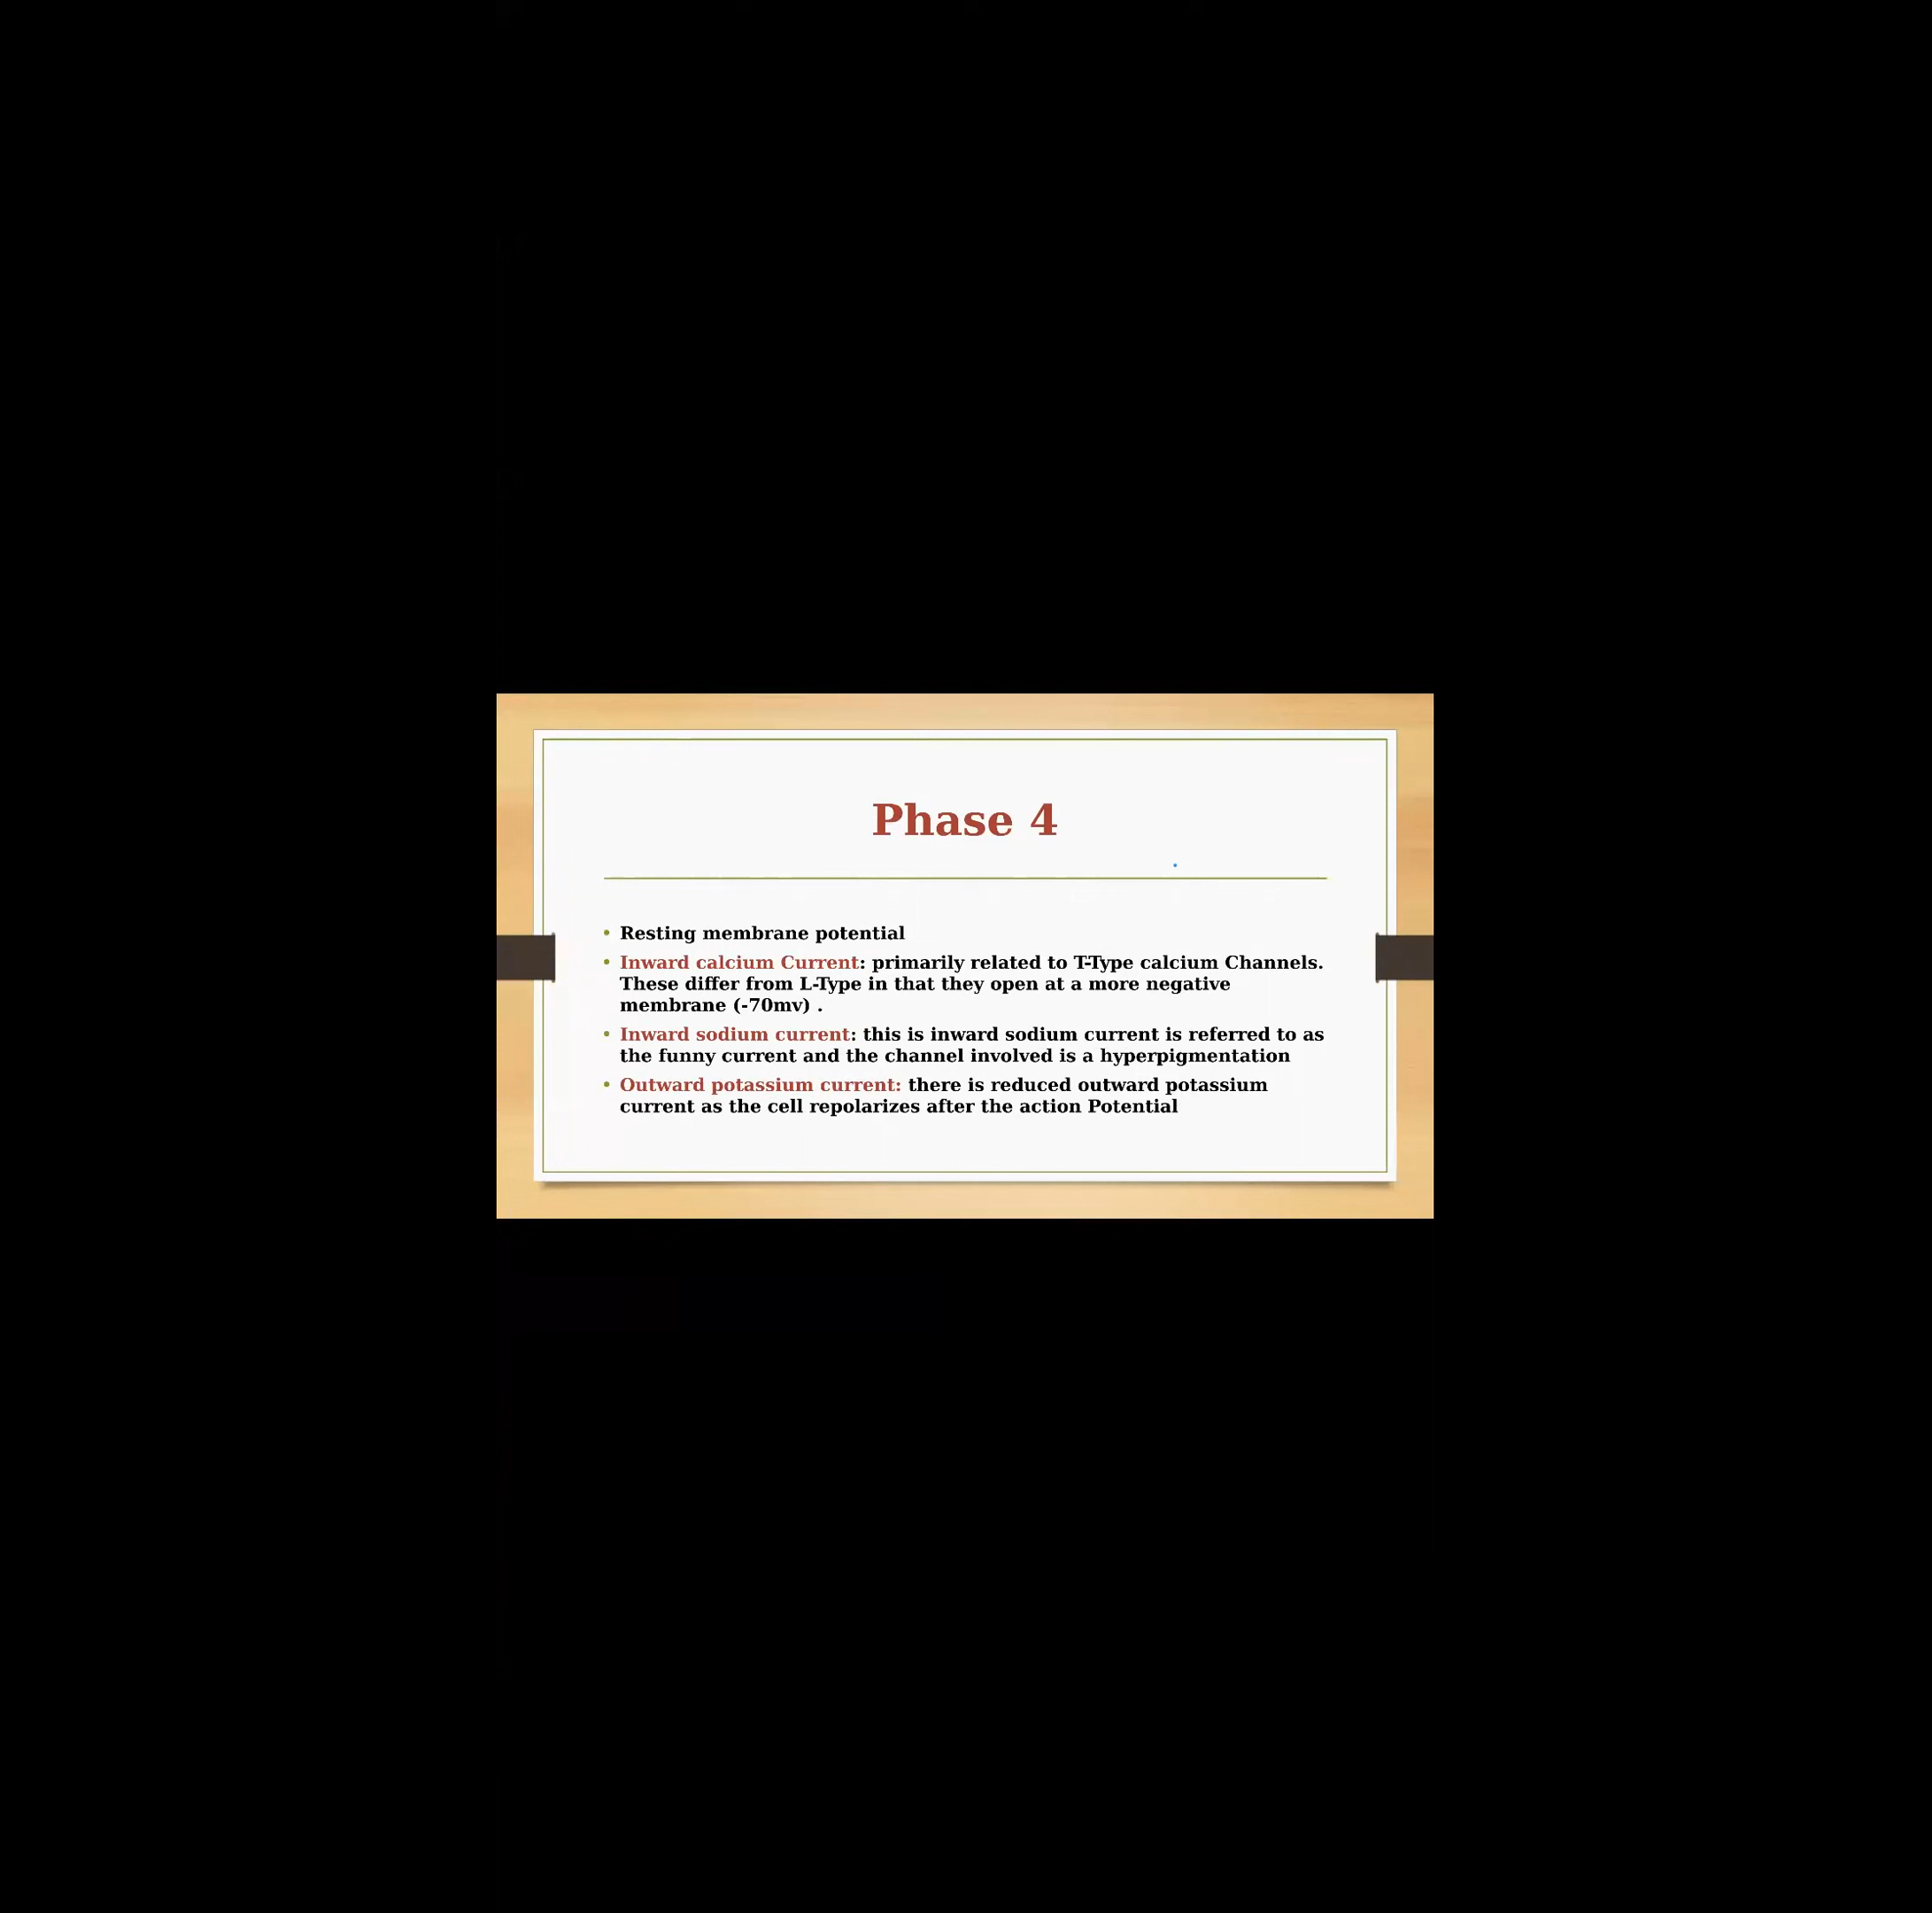 Phase 4
• Resting membrane potential
• Inward calcium Current: primarily related to T-Type calcium Channels.
These differ from L-Type in that they open at a more negative
membrane (-70mv) .
• Inward sodium current: this is inward sodium current is referred to as
the funny current and the channel involved is a hyperpigmentation
• Outward potassium current: there is reduced outward potassium
current as the cell repolarizes after the action Potential